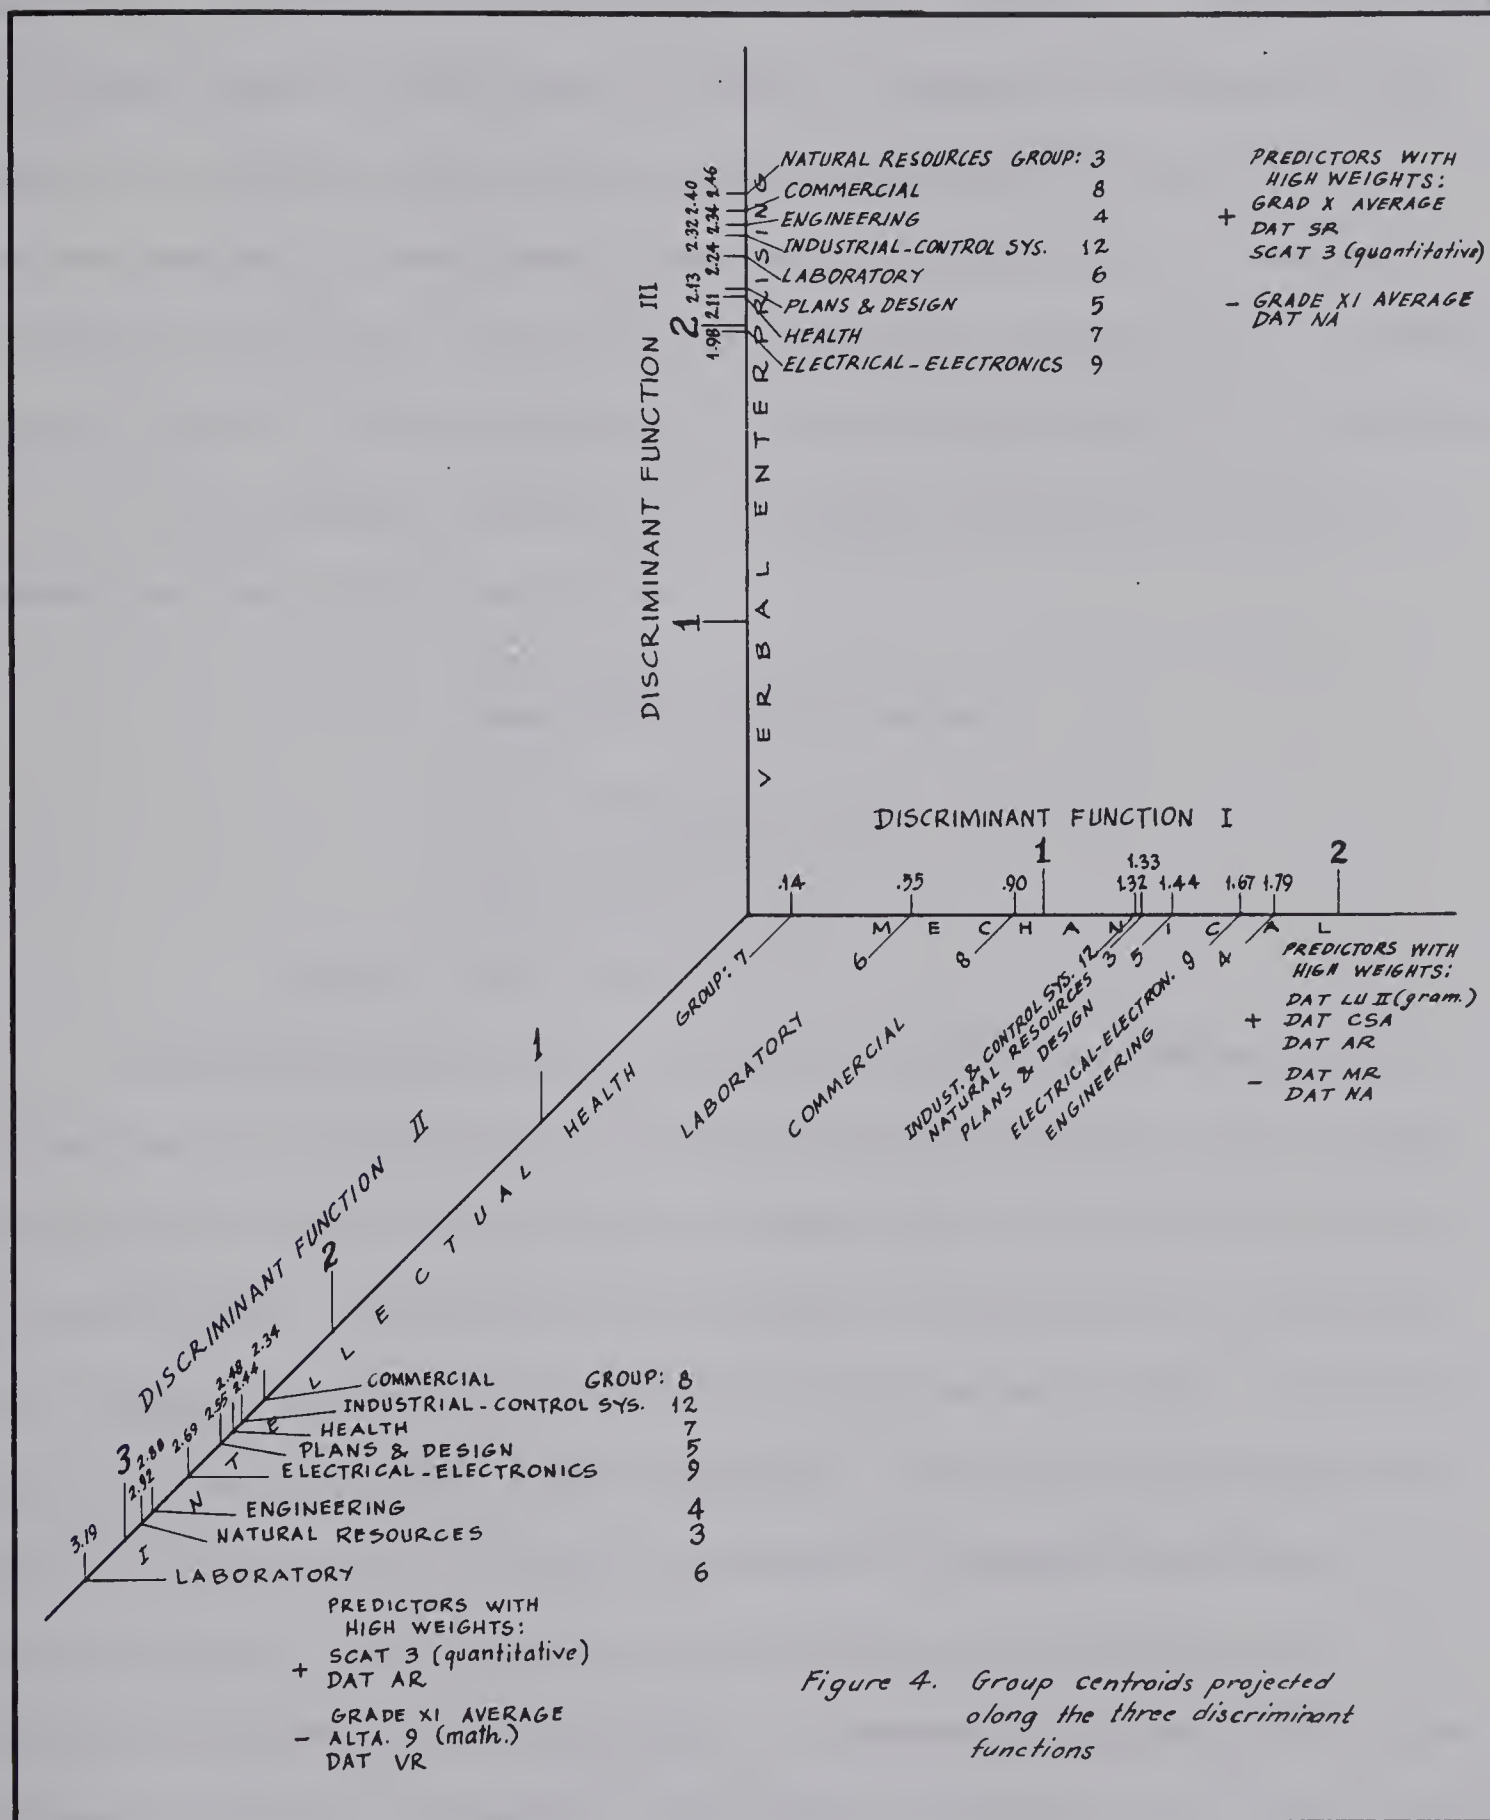 NATURAL RESOURCES GROUP: 3
COMMERCIAL 8
ENGINEERING 4
INDUSTRIAL-CONTROL SYS. 12
LABORATORY 6
PLANS & DESIGN 5
HEALTH 7
ELECTRICAL-ELECTRONICS 9
PREDICTORS WITH
HIGH WEIGHTS:
GRAD X AVERAGE
+ DAT SR
SCAT 3 (quantitative)
- GRADE XI AVERAGE
DAT NA
2.40 2.46
2.32 2.34
2.24
2.13 2.11
2
1.98
1
DISCRIMINANT FUNCTION III
VERBAL ENTERPRISING
DISCRIMINANT FUNCTION I
1 1.33 2
.14 .55 .90 1.32 1.44 1.67 1.79
MECHANICAL
GROUP: 7 6 8 12 3 5 9 4
HEALTH
LABORATORY
COMMERCIAL
INDUST. & CONTROL SYS.
NATURAL RESOURCES
PLANS & DESIGN
ELECTRICAL-ELECTRON.
ENGINEERING
PREDICTORS WITH
HIGH WEIGHTS:
DAT LU II (gram.)
+ DAT CSA
DAT AR
- DAT MR
DAT NA
DISCRIMINANT FUNCTION II
1
2
3
INTELLECTUAL
2.34
2.48
2.44
2.55
2.69
2.92
3.19
COMMERCIAL GROUP: 8
INDUSTRIAL-CONTROL SYS. 12
HEALTH 7
PLANS & DESIGN 5
ELECTRICAL-ELECTRONICS 9
ENGINEERING 4
NATURAL RESOURCES 3
LABORATORY 6
PREDICTORS WITH
HIGH WEIGHTS:
+ SCAT 3 (quantitative)
DAT AR
GRADE XI AVERAGE
- ALTA. 9 (math.)
DAT VR
Figure 4. Group centroids projected
along the three discriminant
functions